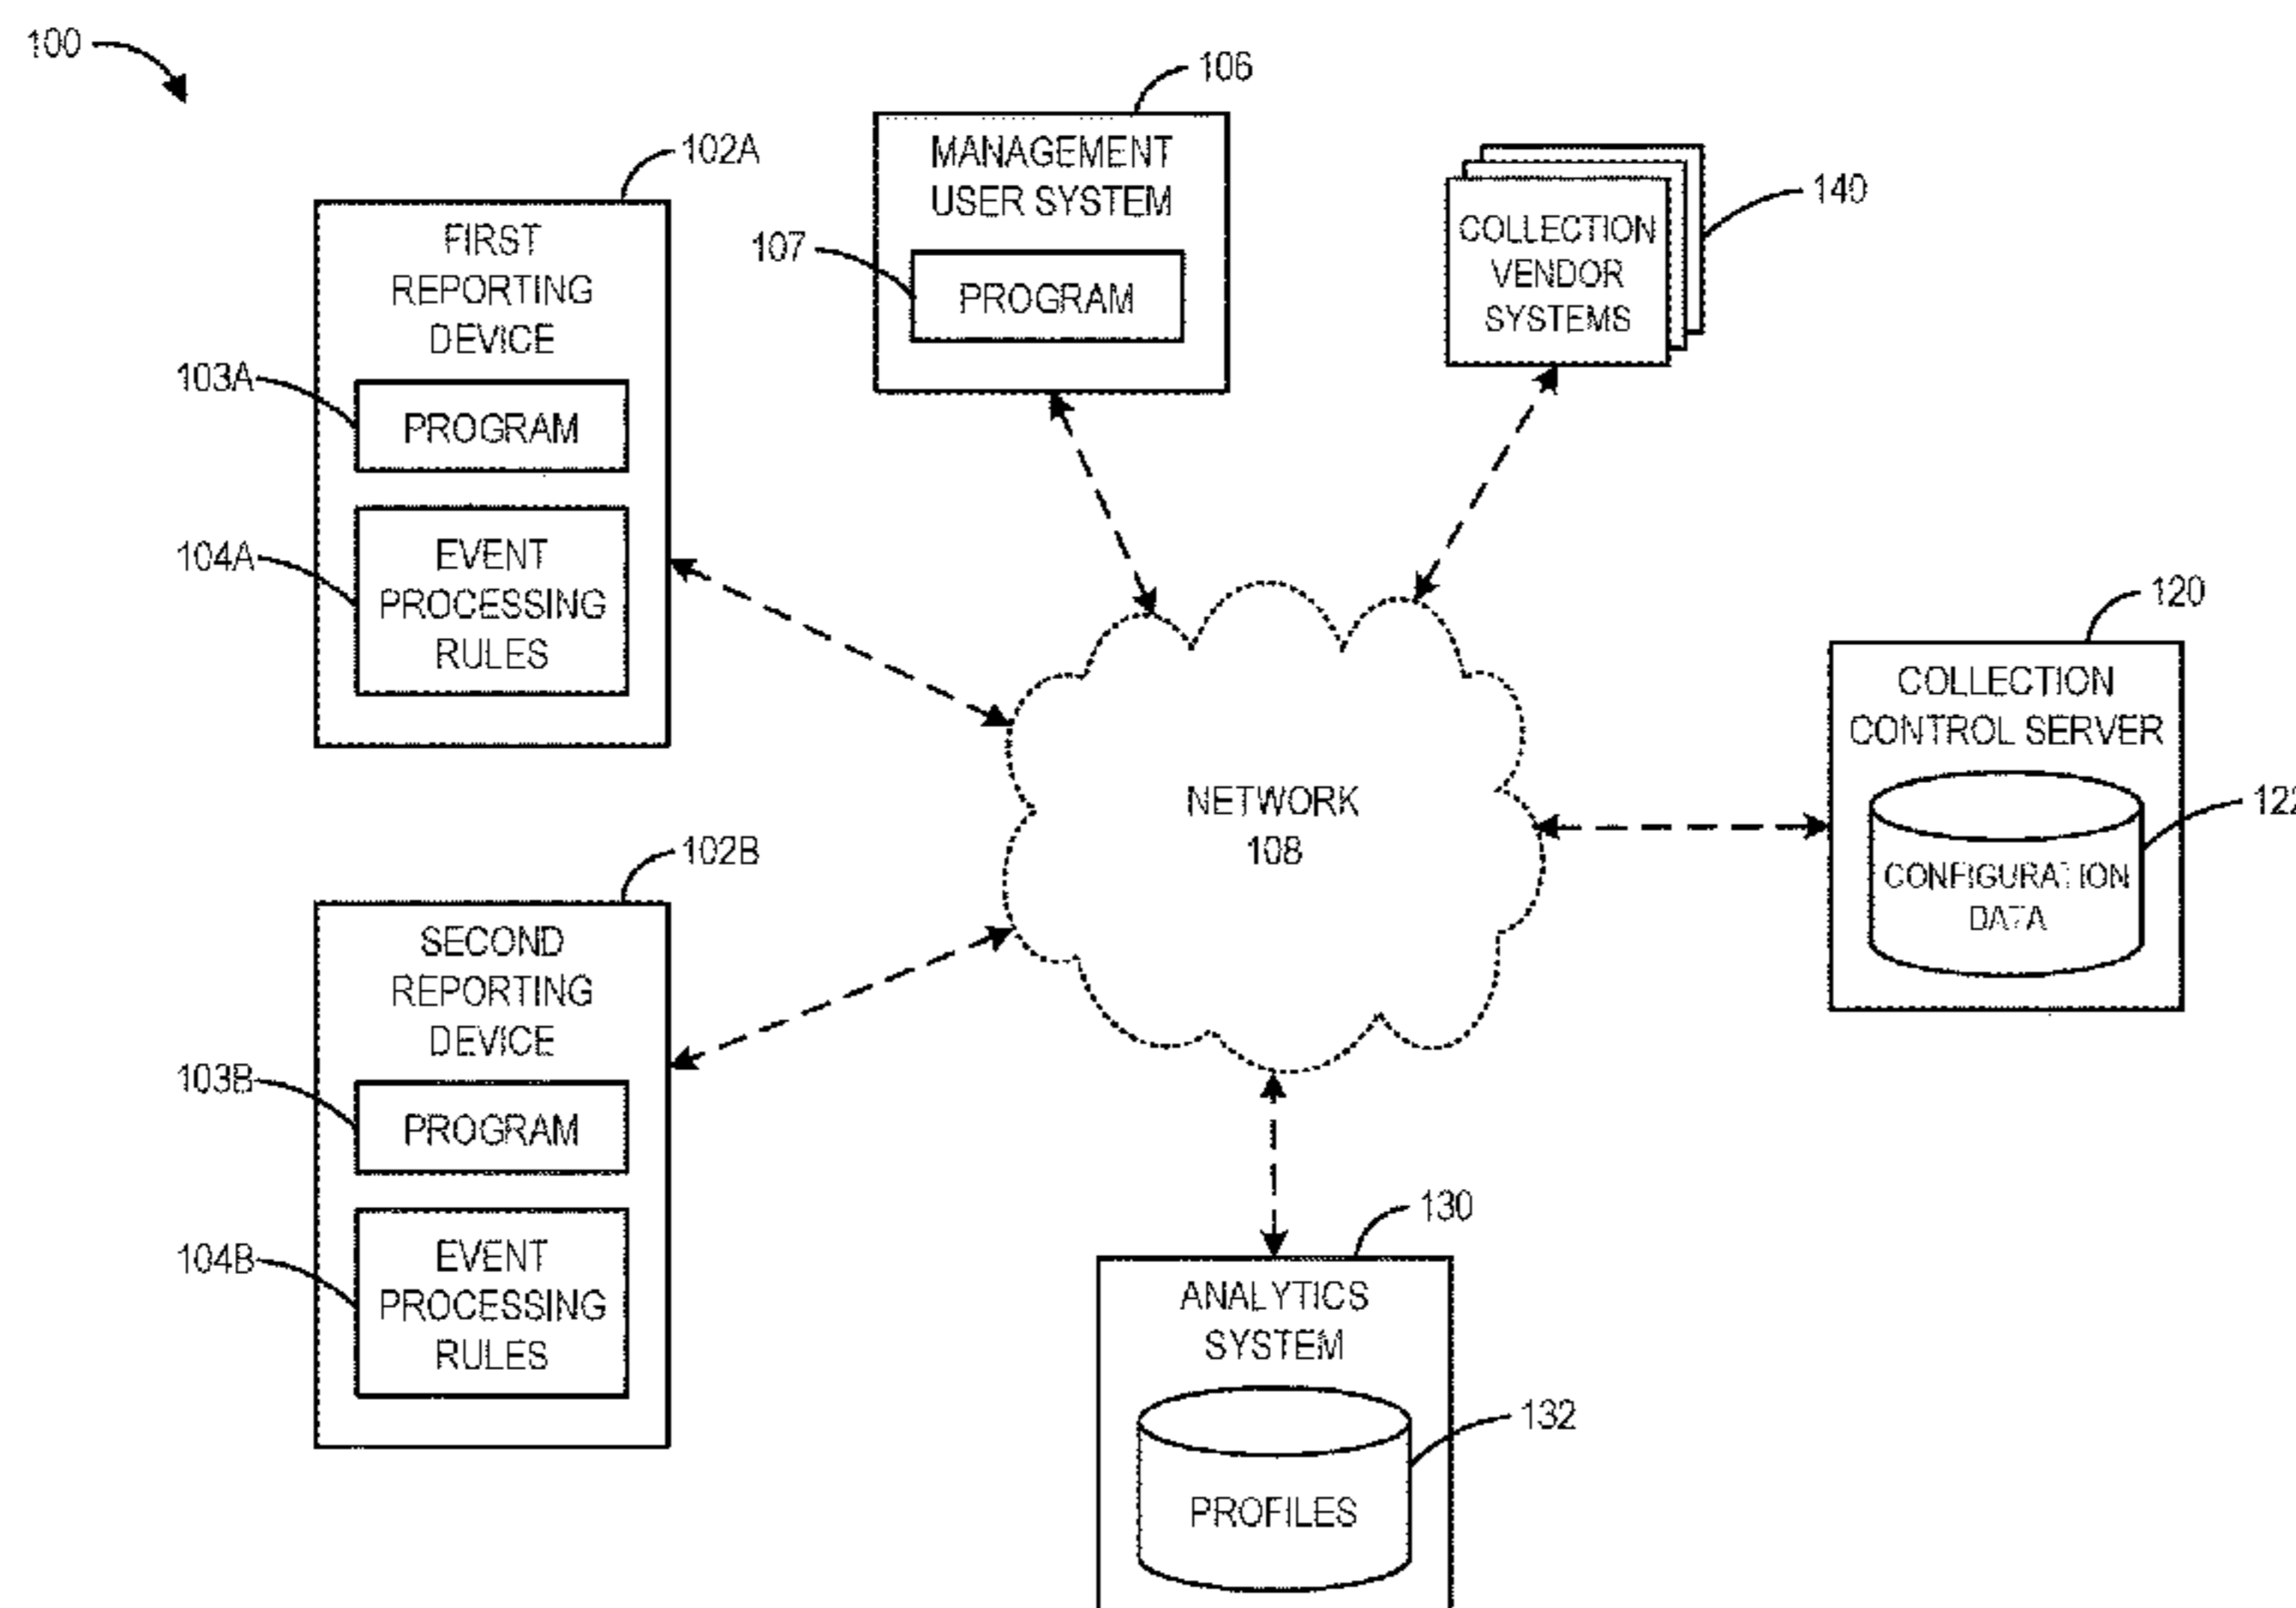 100
106
102A
MANAGEMENT
USER SYSTEM
107
PROGRAM
140
COLLECTION
VENDOR
SYSTEMS
FIRST
REPORTING
DEVICE
103A
PROGRAM
104A
EVENT
PROCESSING
RULES
120
COLLECTION
CONTROL SERVER
122
CONFIGURATION
DATA
NETWORK
108
102B
SECOND
REPORTING
DEVICE
103B
PROGRAM
104B
EVENT
PROCESSING
RULES
130
ANALYTICS
SYSTEM
132
PROFILES